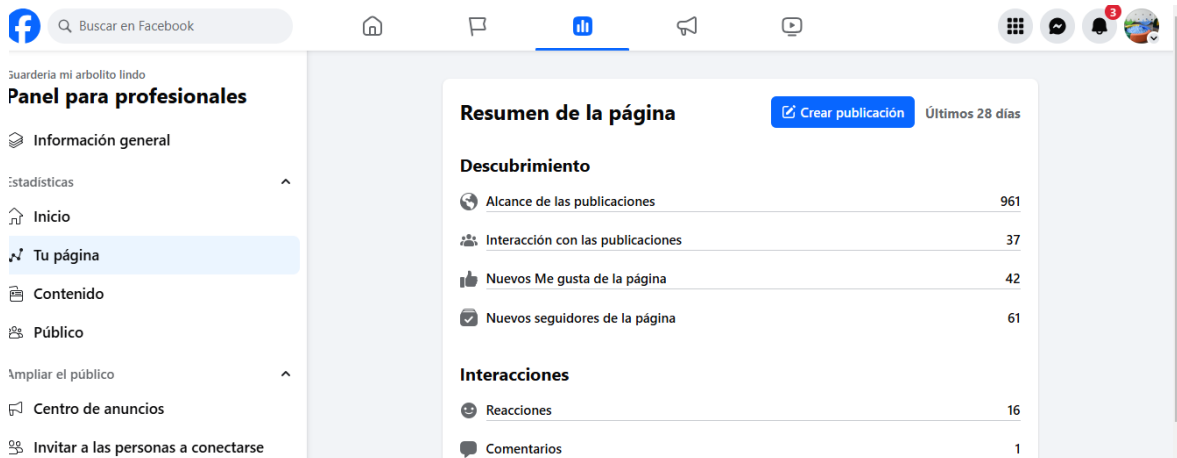 Buscar en Facebook
3
Guarderia mi arbolito lindo
Panel para profesionales
Información general
Estadísticas
Inicio
Tu página
Contenido
Público
Ampliar el público
Centro de anuncios
Invitar a las personas a conectarse
Resumen de la página
Crear publicación
Últimos 28 días
Descubrimiento
Alcance de las publicaciones 961
Interacción con las publicaciones 37
Nuevos Me gusta de la página 42
Nuevos seguidores de la página 61
Interacciones
Reacciones 16
Comentarios 1